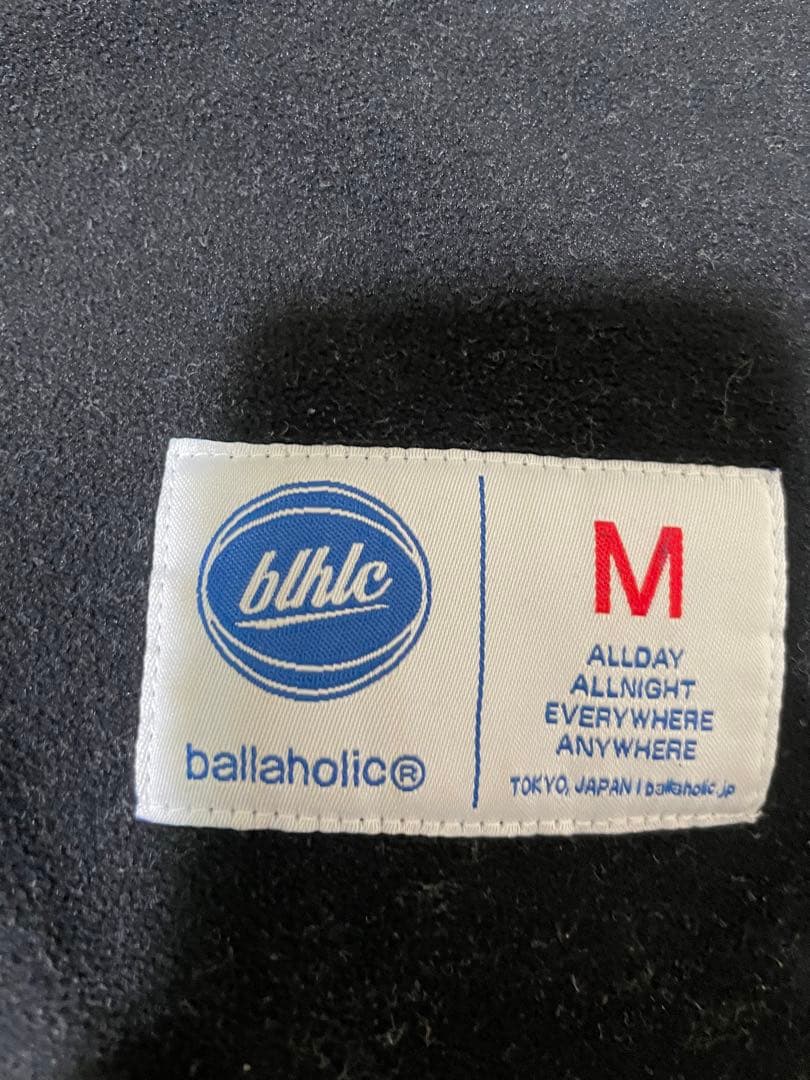 blhlc
ballaholic®
M
ALLDAY
ALLNIGHT
EVERYWHERE
ANYWHERE
TOKYO, JAPAN | ballaholic.jp